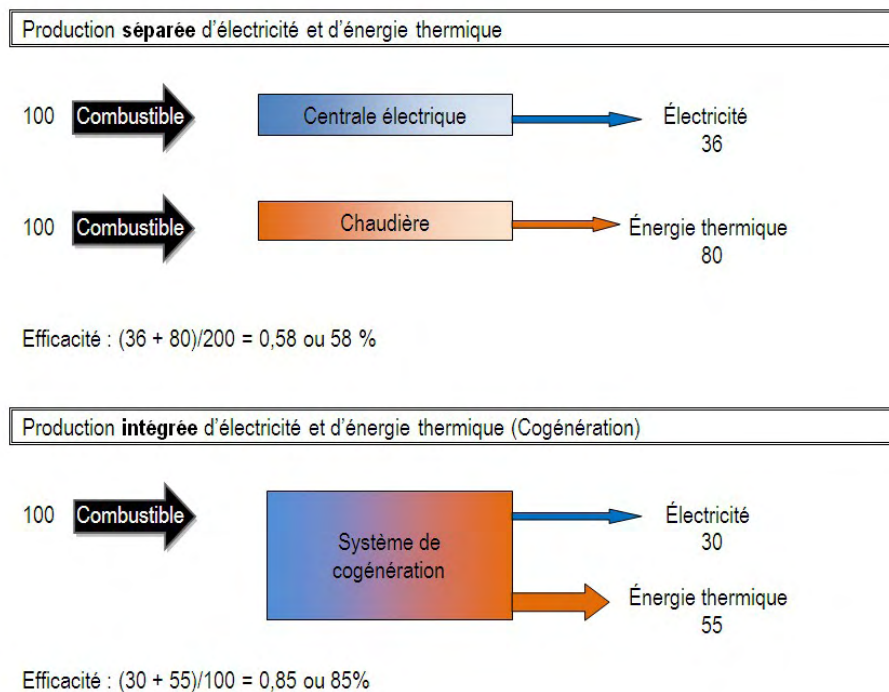 Production séparée d'électricité et d'énergie thermique
100 Combustible Centrale électrique Électricité
36
100 Combustible Chaudière Énergie thermique
80
Efficacité : (36 + 80)/200 = 0,58 ou 58 %
Production intégrée d'électricité et d'énergie thermique (Cogénération)
100 Combustible Électricité
30
Système de
cogénération
Énergie thermique
55
Efficacité : (30 + 55)/100 = 0,85 ou 85%